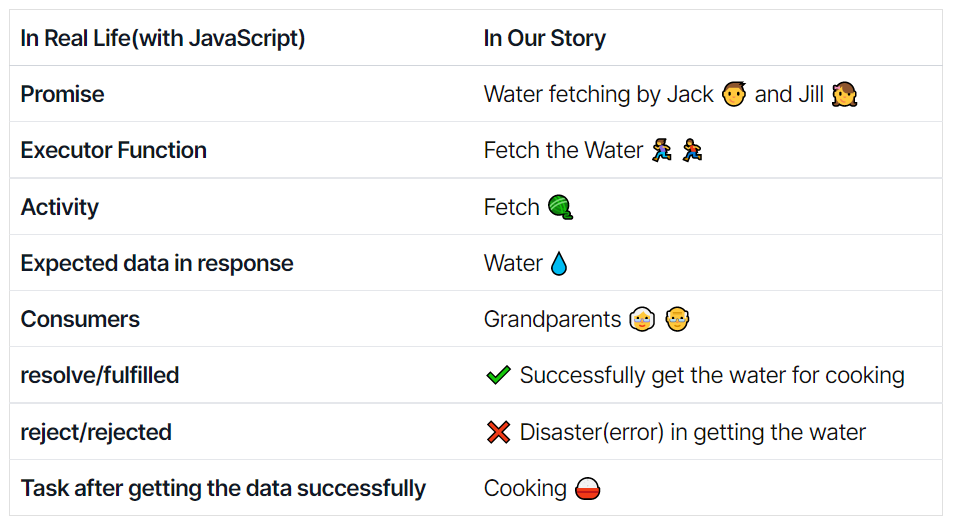 In Real Life(with JavaScript) In Our Story
Promise Water fetching by Jack 👦 and Jill 👧
Executor Function Fetch the Water 🏃‍♀️ 🏃
Activity Fetch 🧶
Expected data in response Water 💧
Consumers Grandparents 👵 👴
resolve/fulfilled ✔️ Successfully get the water for cooking
reject/rejected ❌ Disaster(error) in getting the water
Task after getting the data successfully Cooking 🍚